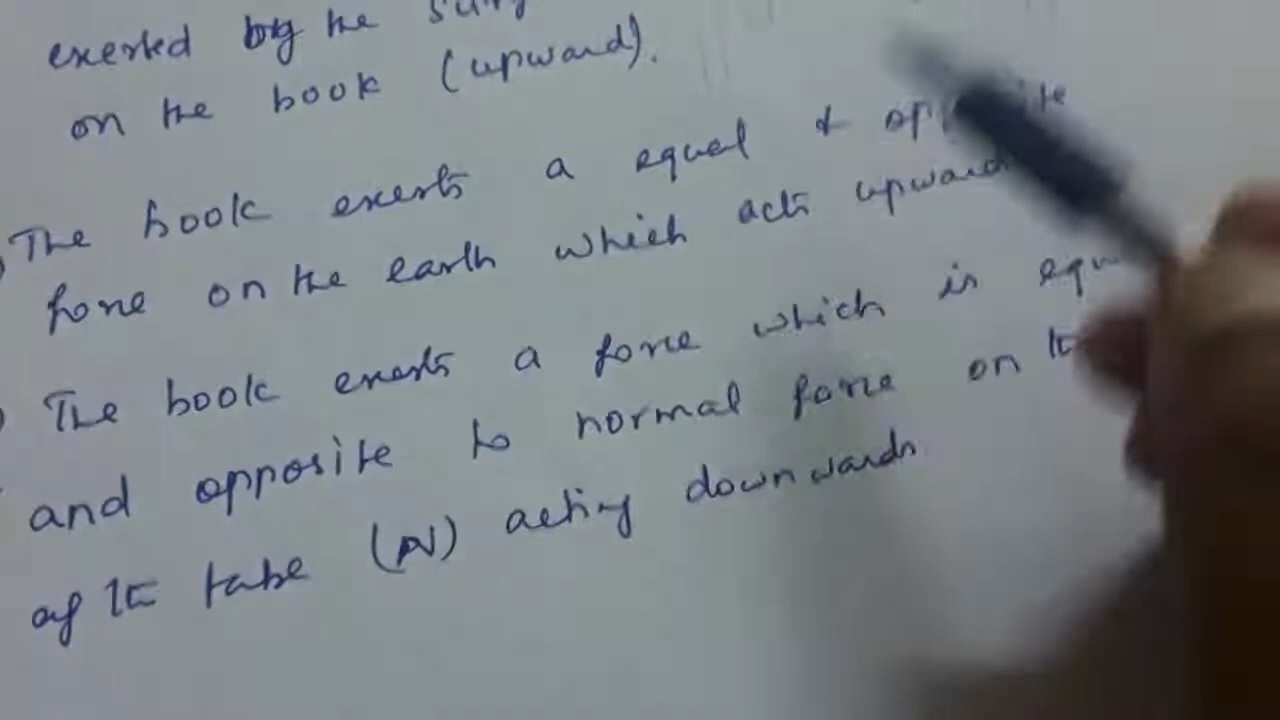 exerted by the
on the book (upward).
The book exerts a equal &
force on the earth which acts upward
The book exerts a force which is
and opposite to normal force on
of the table (N) acting downwards